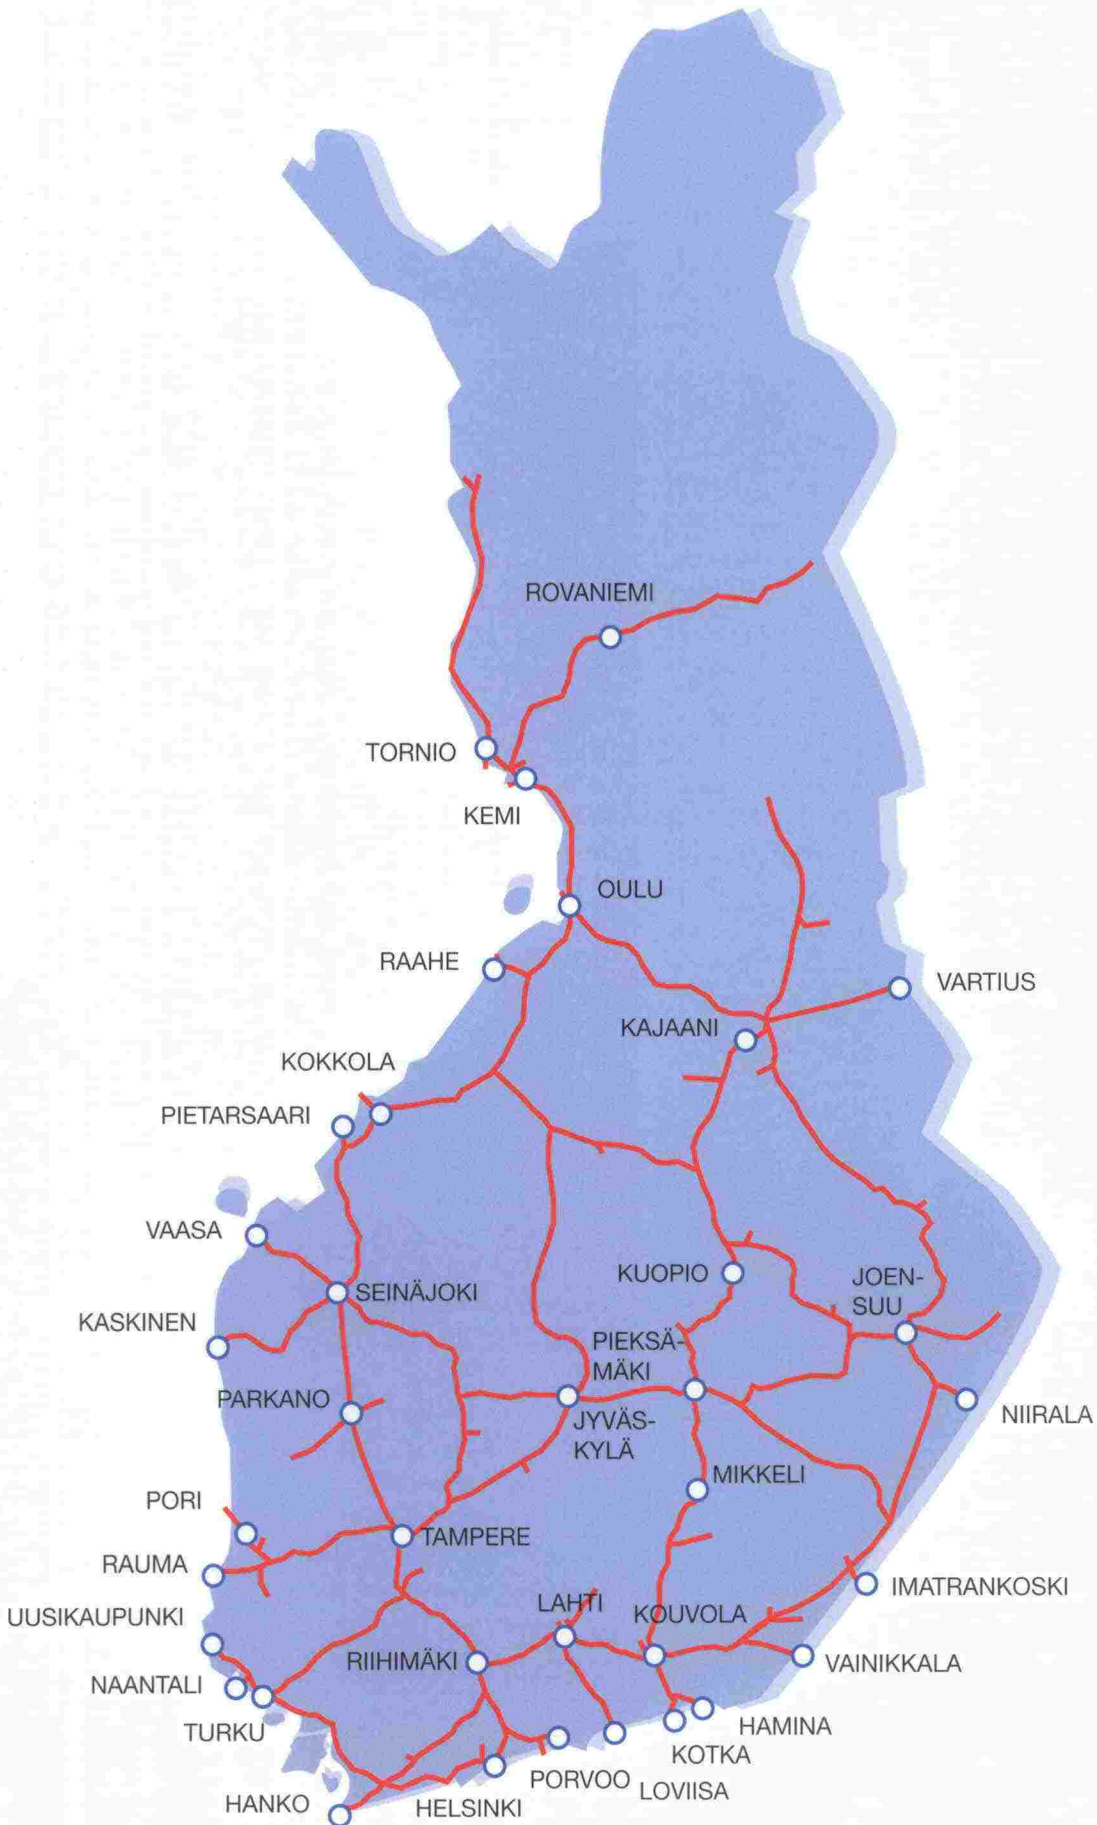 ROVANIEMI
TORNIO
KEMI
OULU
RAAHE
VARTIUS
KAJAANI
KOKKOLA
PIETARSAARI
VAASA
KUOPIO
JOEN-
SUU
SEINÄJOKI
KASKINEN
PIEKSÄ-
MÄKI
PARKANO
JYVÄS-
KYLÄ
NIIRALA
MIKKELI
PORI
TAMPERE
RAUMA
IMATRANKOSKI
LAHTI
KOUVOLA
UUSIKAUPUNKI
RIIHIMÄKI
VAINIKKALA
NAANTALI
TURKU
HAMINA
KOTKA
PORVOO
LOVIISA
HANKO
HELSINKI